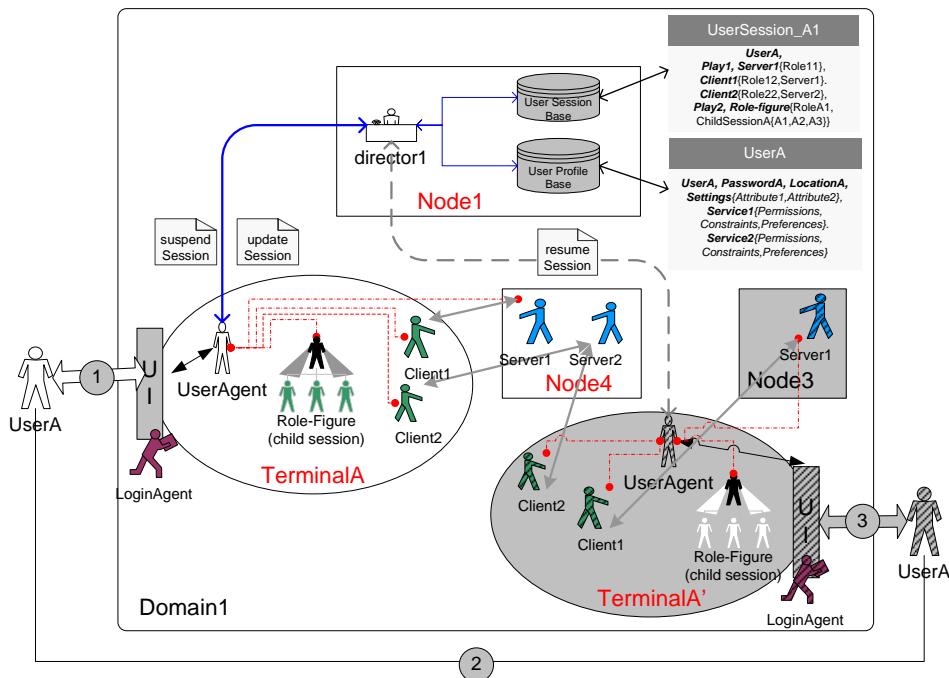 UserSession_A1
UserA,
Play1, Server1{Role11},
Client1{Role12,Server1}.
Client2{Role22,Server2},
Play2, Role-figure{RoleA1,
ChildSessionA{A1,A2,A3}}
User Session
Base
director1
User Profile
Base
Node1
UserA
UserA, PasswordA, LocationA,
Settings{Attribute1,Attribute2},
Service1{Permissions,
Constraints,Preferences}.
Service2{Permissions,
Constraints,Preferences}
suspend
Session
update
Session
resume
Session
1
UserA
U
I
UserAgent
Client1
Role-Figure
(child session)
Client2
LoginAgent
TerminalA
Server1
Server2
Node4
Server1
Node3
UserAgent
Client2
Client1
Role-Figure
(child session)
U
I
3
UserA
TerminalA’
LoginAgent
Domain1
2